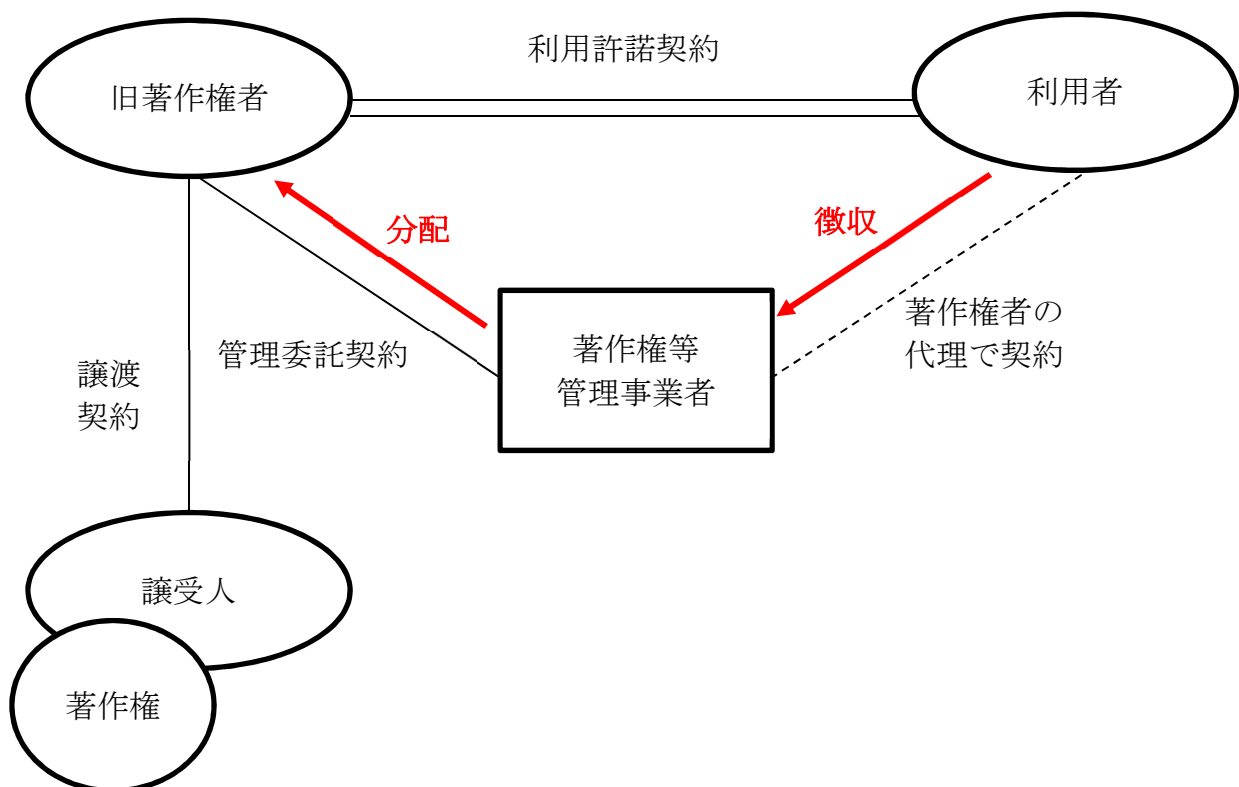 利用許諾契約
旧著作権者
利用者
分配
徴収
著作権者の
代理で契約
管理委託契約
著作権等
管理事業者
譲渡
契約
譲受人
著作権